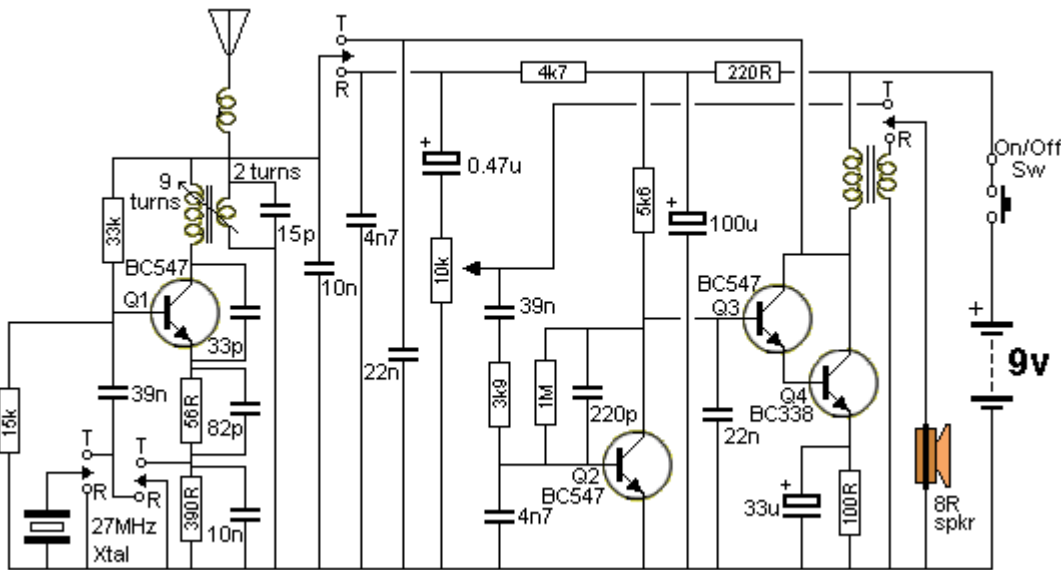 T
R
4k7
220R
T
R
On/Off
Sw
2 turns
9
turns
33k
15p
+
0.47u
4n7
10k
5k6
100u
BC547
Q1
10n
39n
BC547
Q3
+
33p
22n
3k9
1M
220p
9v
39n
56R
82p
15k
Q4
BC338
22n
T
T
R
R
Q2
BC547
390R
10n
4n7
+
33u
100R
8R
spkr
27MHz
Xtal